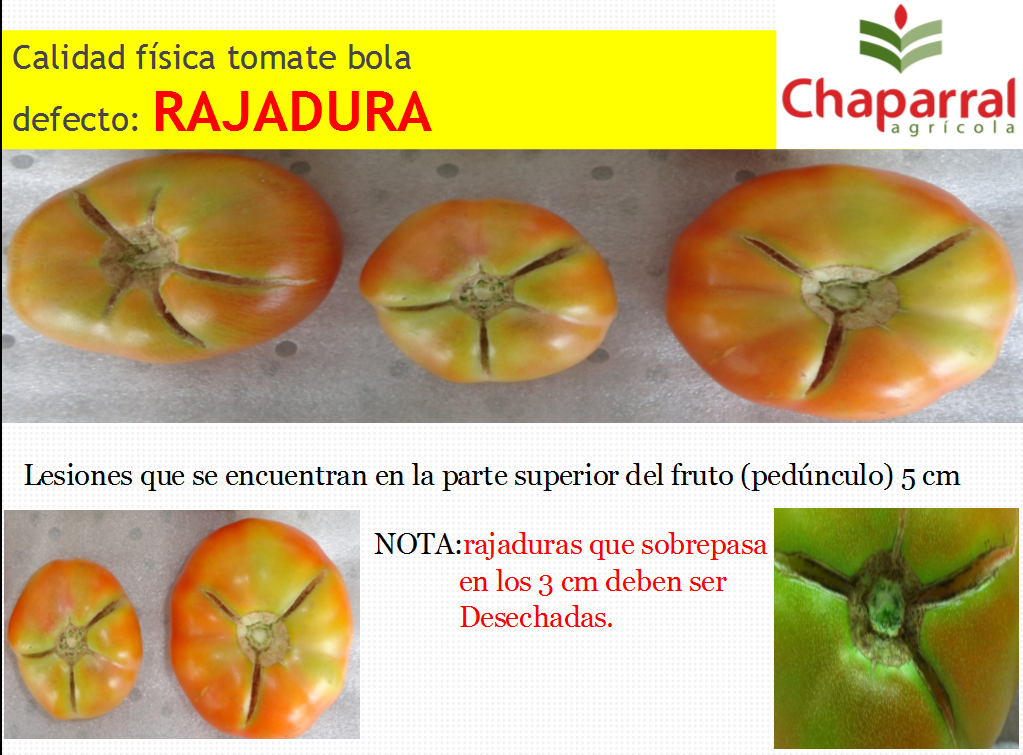 Calidad física tomate bola
defecto: RAJADURA
Chaparral
agrícola
Lesiones que se encuentran en la parte superior del fruto (pedúnculo) 5 cm
NOTA:rajaduras que sobrepasa
en los 3 cm deben ser
Desechadas.